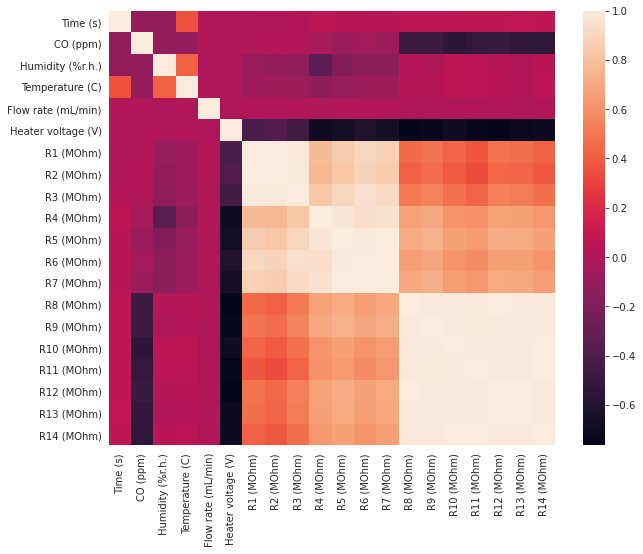 Time (s)
CO (ppm)
Humidity (%r.h.)
Temperature (C)
Flow rate (mL/min)
Heater voltage (V)
R1 (MOhm)
R2 (MOhm)
R3 (MOhm)
R4 (MOhm)
R5 (MOhm)
R6 (MOhm)
R7 (MOhm)
R8 (MOhm)
R9 (MOhm)
R10 (MOhm)
R11 (MOhm)
R12 (MOhm)
R13 (MOhm)
R14 (MOhm)
Time (s)
CO (ppm)
Humidity (%r.h.)
Temperature (C)
Flow rate (mL/min)
Heater voltage (V)
R1 (MOhm)
R2 (MOhm)
R3 (MOhm)
R4 (MOhm)
R5 (MOhm)
R6 (MOhm)
R7 (MOhm)
R8 (MOhm)
R9 (MOhm)
R10 (MOhm)
R11 (MOhm)
R12 (MOhm)
R13 (MOhm)
R14 (MOhm)
1.0
0.8
0.6
0.4
0.2
0.0
−0.2
−0.4
−0.6